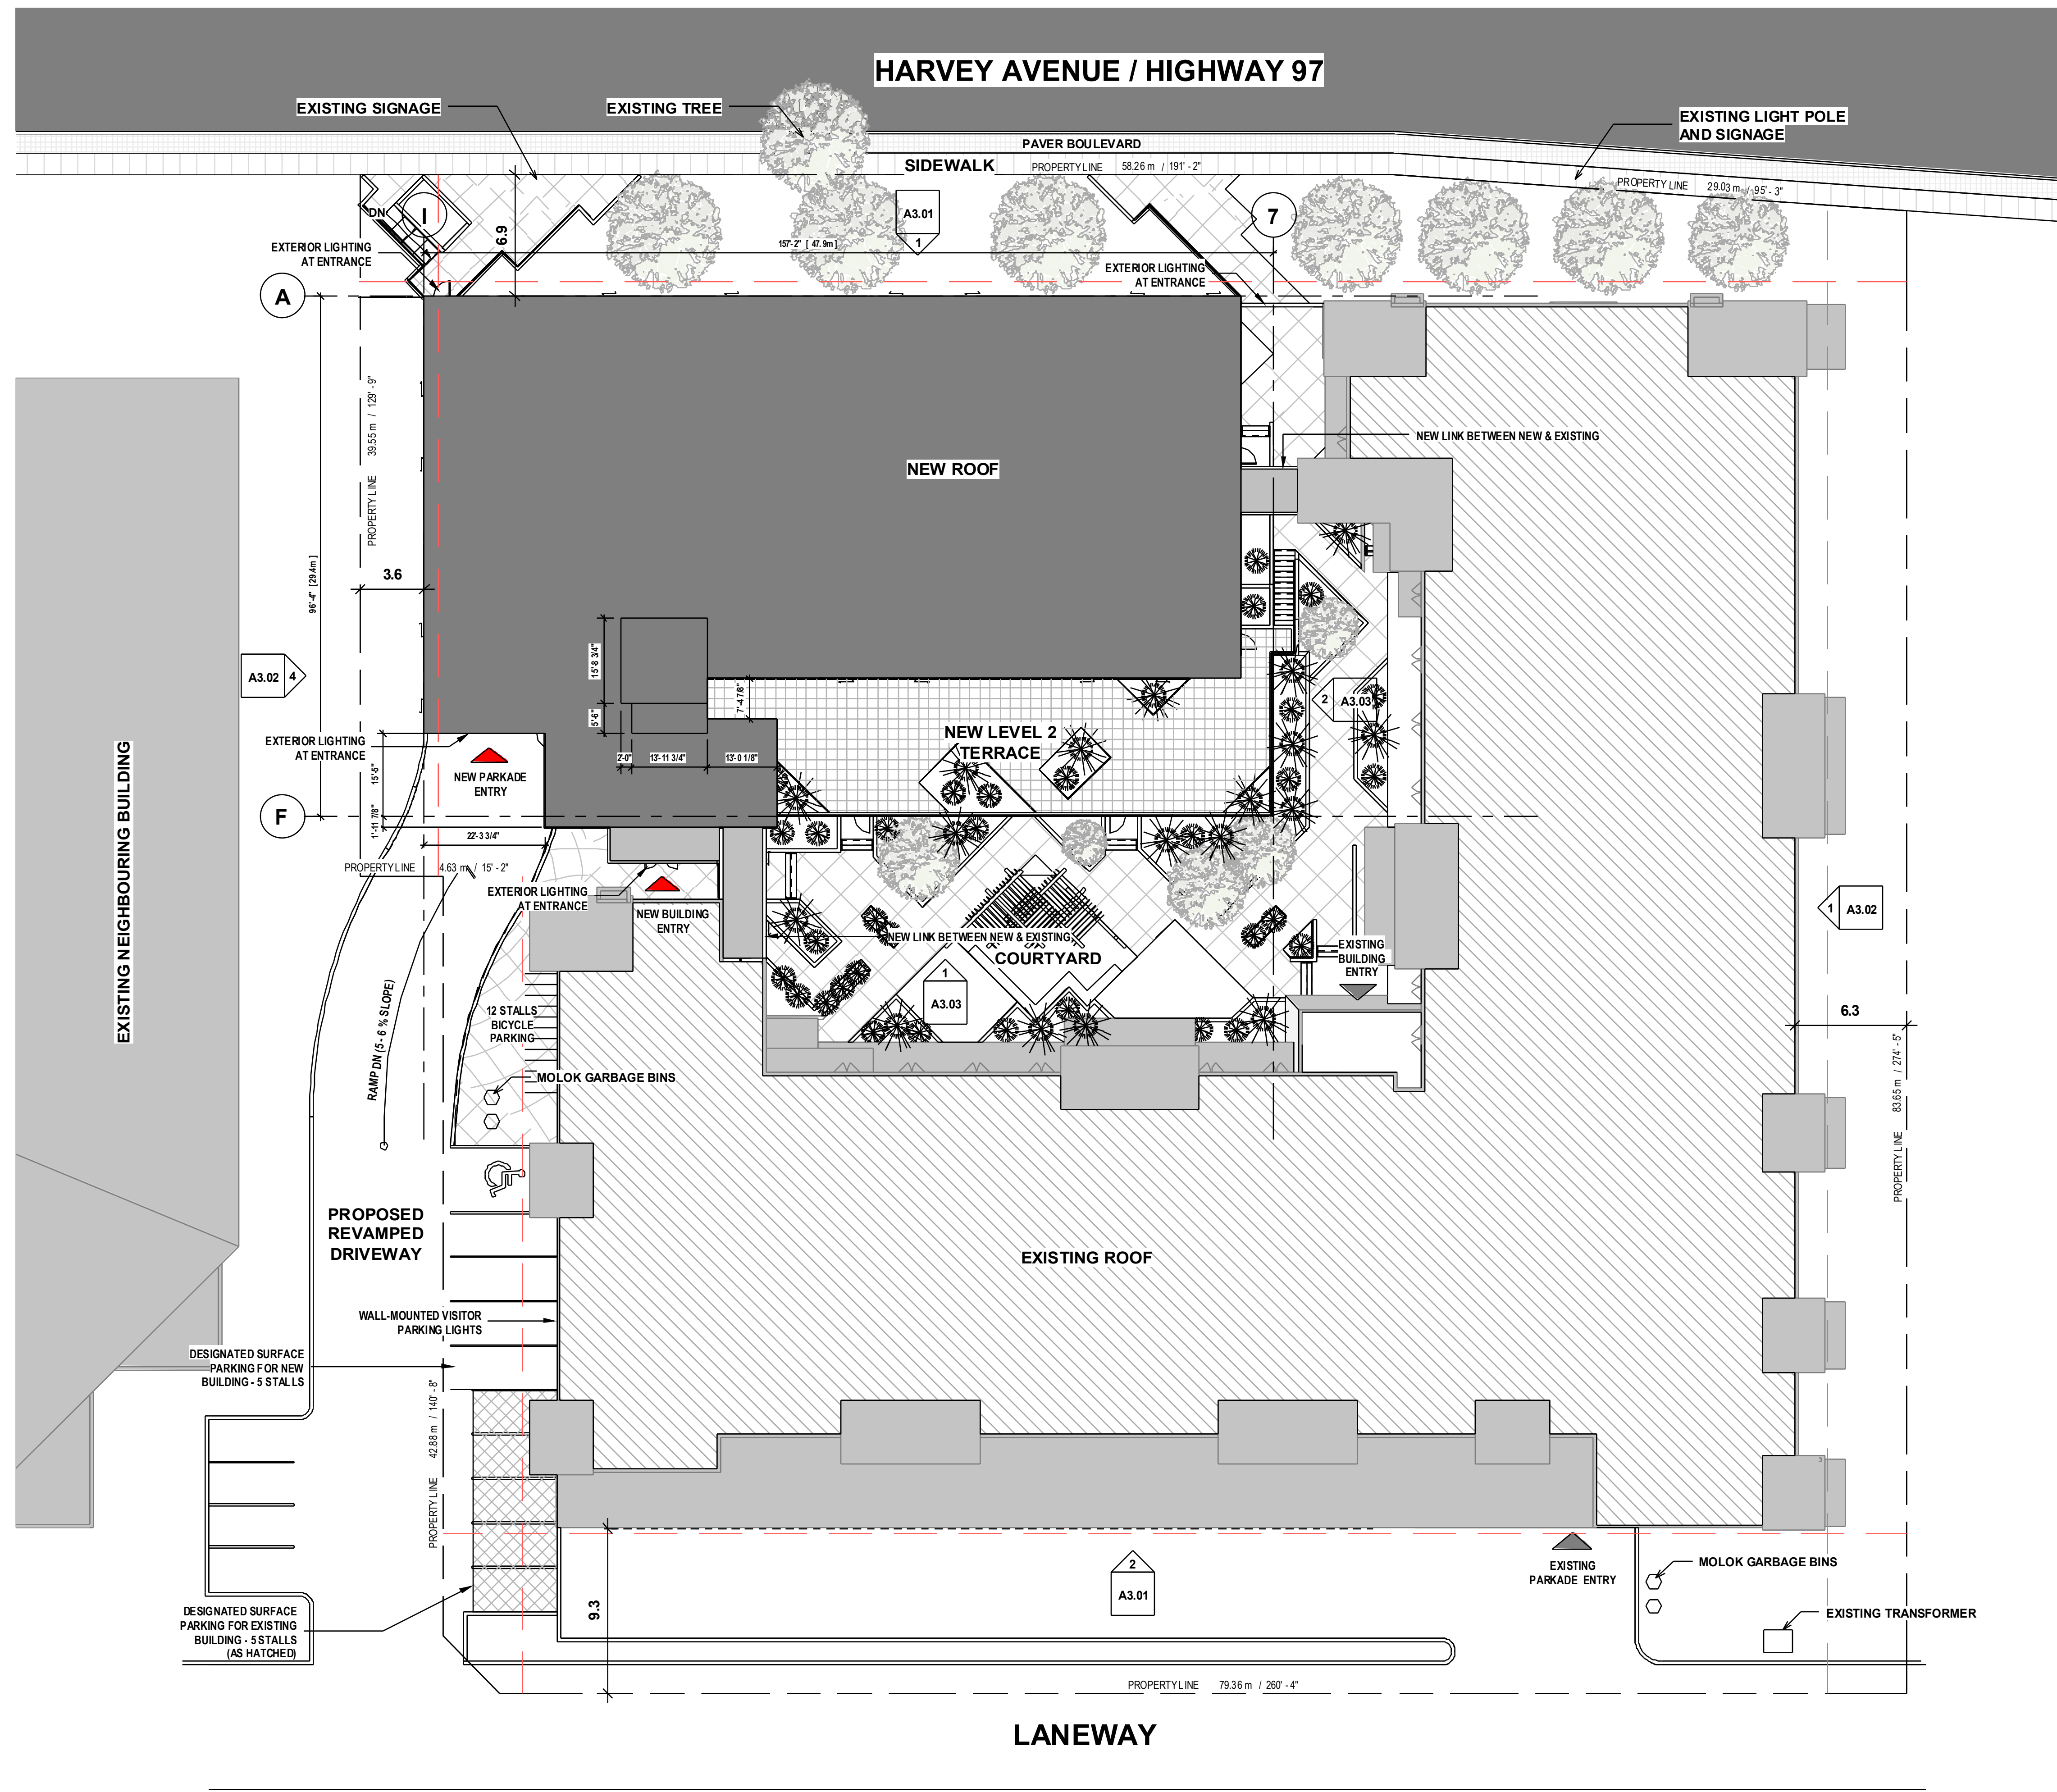 HARVEY AVENUE / HIGHWAY 97
EXISTING SIGNAGE
EXISTING TREE
EXISTING LIGHT POLE
AND SIGNAGE
PAVER BOULEVARD
SIDEWALK
PROPERTY LINE 58.26 m / 191' - 2"
PROPERTY LINE 29.03 m / 95' - 3"
DN
I
6.9
A3.01
1
7
157'-2" [ 47.9m]
EXTERIOR LIGHTING
AT ENTRANCE
EXTERIOR LIGHTING
AT ENTRANCE
A
PROPERTY LINE 39.55 m / 129' - 9"
NEW LINK BETWEEN NEW & EXISTING
NEW ROOF
3.6
96'-4" [29.4m]
A3.02
4
15'-8 3/4"
5'-6"
7'-4 7/8"
2
A3.03
NEW LEVEL 2
TERRACE
EXTERIOR LIGHTING
AT ENTRANCE
2'-0"
13'- 11 3/4"
13'-0 1/8"
NEW PARKADE
ENTRY
15'-5"
F
1'-11 7/8"
22'-3 3/4"
PROPERTY LINE 4.63 m / 15' - 2"
EXTERIOR LIGHTING
AT ENTRANCE
NEW BUILDING
ENTRY
NEW LINK BETWEEN NEW & EXISTING
COURTYARD
1
A3.03
EXISTING
BUILDING
ENTRY
1
A3.02
EXISTING NEIGHBOURING BUILDING
RAMP DN (5 - 6 % SLOPE)
12 STALLS
BICYCLE
PARKING
6.3
PROPERTY LINE 83.65 m / 274' - 5"
MOLOK GARBAGE BINS
PROPOSED
REVAMPED
DRIVEWAY
EXISTING ROOF
WALL-MOUNTED VISITOR
PARKING LIGHTS
DESIGNATED SURFACE
PARKING FOR NEW
BUILDING - 5 STALLS
PROPERTY LINE 42.88 m / 140' - 8"
EXISTING
PARKADE ENTRY
MOLOK GARBAGE BINS
2
A3.01
9.3
DESIGNATED SURFACE
PARKING FOR EXISTING
BUILDING - 5 STALLS
(AS HATCHED)
EXISTING TRANSFORMER
PROPERTY LINE 79.36 m / 260' - 4"
LANEWAY